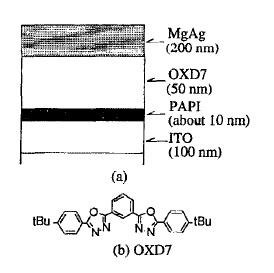 MgAg
(200 nm)
OXD7
(50 nm)
PAPI
(about 10 nm)
ITO
(100 nm)
(a)
tBu
O
N-N
O
N-N
tBu
(b) OXD7